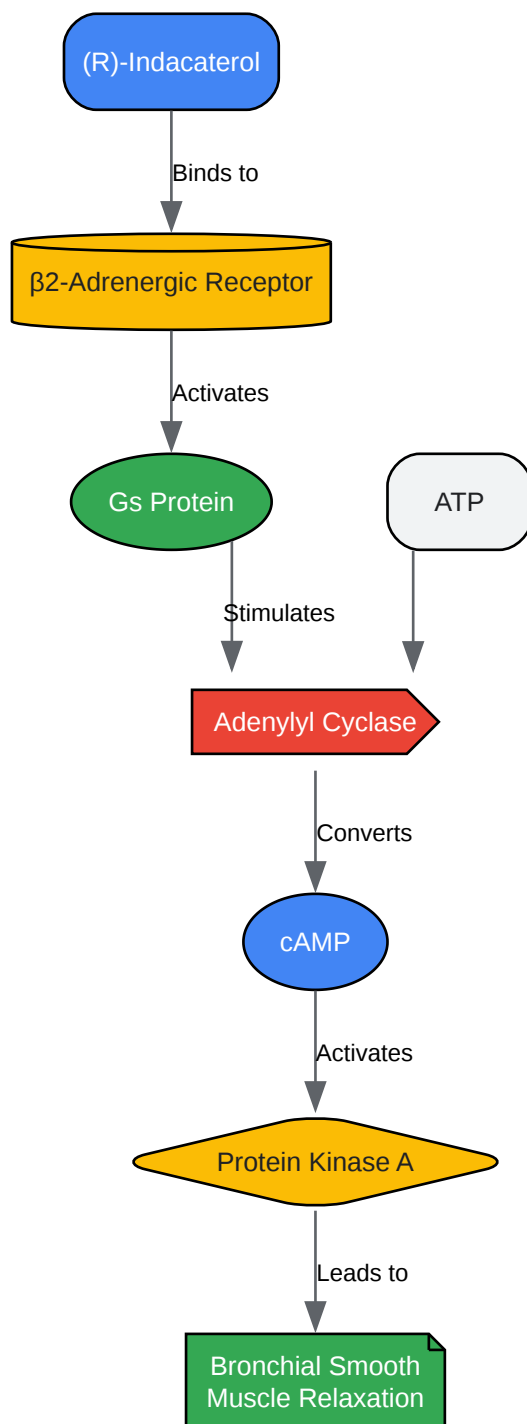 (R)-Indacaterol
Binds to
β2-Adrenergic Receptor
Activates
Gs Protein
ATP
Stimulates
Adenylyl Cyclase
Converts
cAMP
Activates
Protein Kinase A
Leads to
Bronchial Smooth
Muscle Relaxation